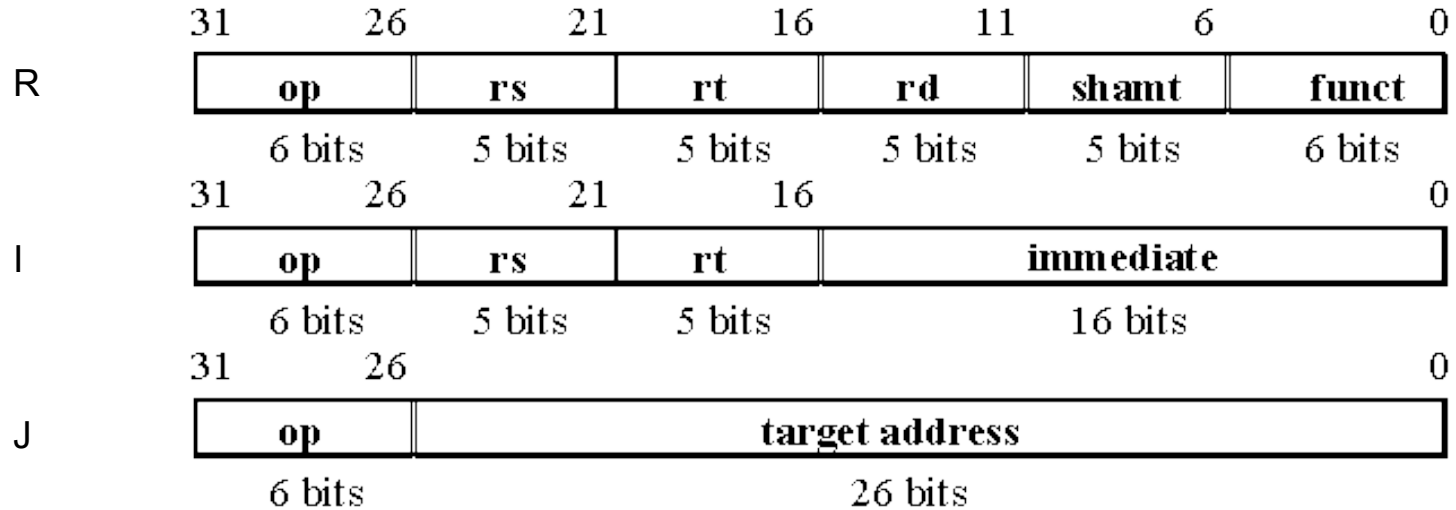 31 26 21 16 11 6 0
R op rs rt rd shamt funct
6 bits 5 bits 5 bits 5 bits 5 bits 6 bits
31 26 21 16 0
I op rs rt immediate
6 bits 5 bits 5 bits 16 bits
31 26 0
J op target address
6 bits 26 bits